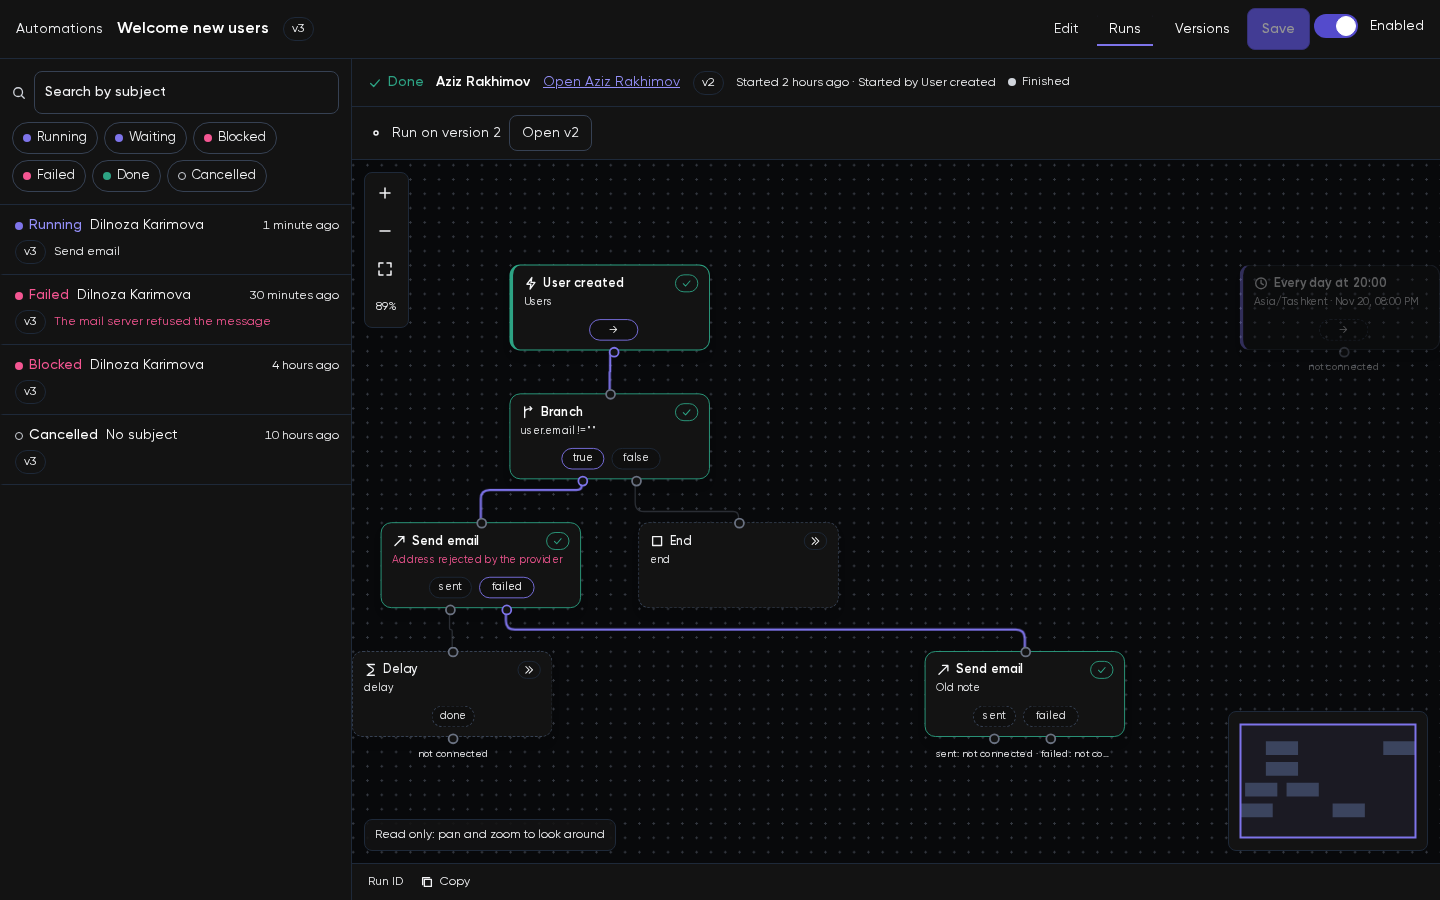 Automations Welcome new users v3
Edit Runs Versions Save Enabled
Search by subject
Running Waiting Blocked
Failed Done Cancelled
Running Dilnoza Karimova 1 minute ago
v3 Send email
Failed Dilnoza Karimova 30 minutes ago
v3 The mail server refused the message
Blocked Dilnoza Karimova 4 hours ago
v3
Cancelled No subject 10 hours ago
v3
Done Aziz Rakhimov Open Aziz Rakhimov v2 Started 2 hours ago · Started by User created Finished
Run on version 2 Open v2
89%
User created
Users
Every day at 20:00
Asia/Tashkent · Nov 20, 08:00 PM
not connected
Branch
user.email != ""
true false
Send email
Address rejected by the provider
sent failed
End
end
Delay
delay
done
not connected
Send email
Old note
sent failed
sent: not connected · failed: not co…
Read only: pan and zoom to look around
Run ID Copy